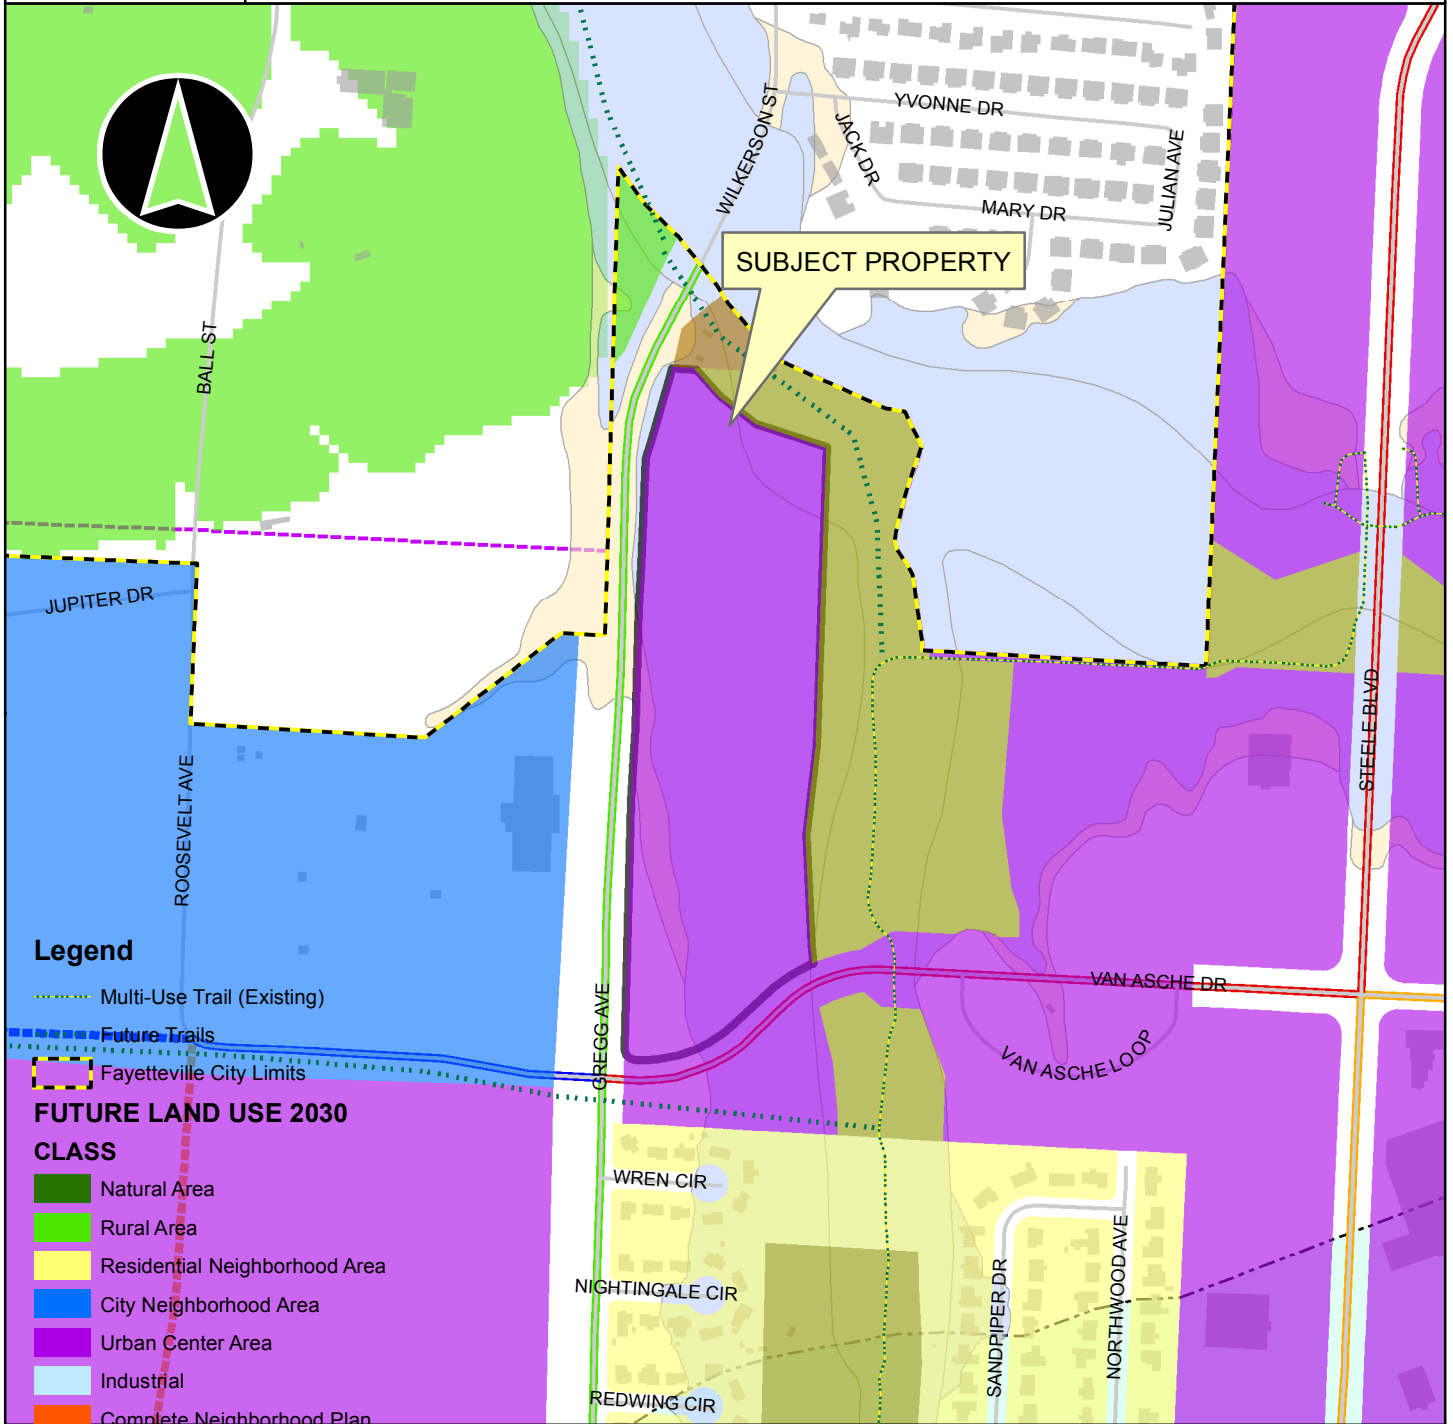 YVONNE DR
JACK DR
WILKERSON ST
JULIAN AVE
MARY DR
SUBJECT PROPERTY
BALL ST
JUPITER DR
STEELE BLVD
ROOSEVELT AVE
Legend
Multi-Use Trail (Existing)
Future Trails
Fayetteville City Limits
FUTURE LAND USE 2030
CLASS
Natural Area
Rural Area
Residential Neighborhood Area
City Neighborhood Area
Urban Center Area
Industrial
Complete Neighborhood Plan
GREGG AVE
VAN ASCHE DR
VAN ASCHE LOOP
WREN CIR
NIGHTINGALE CIR
SANDPIPER DR
NORTHWOOD AVE
REDWING CIR